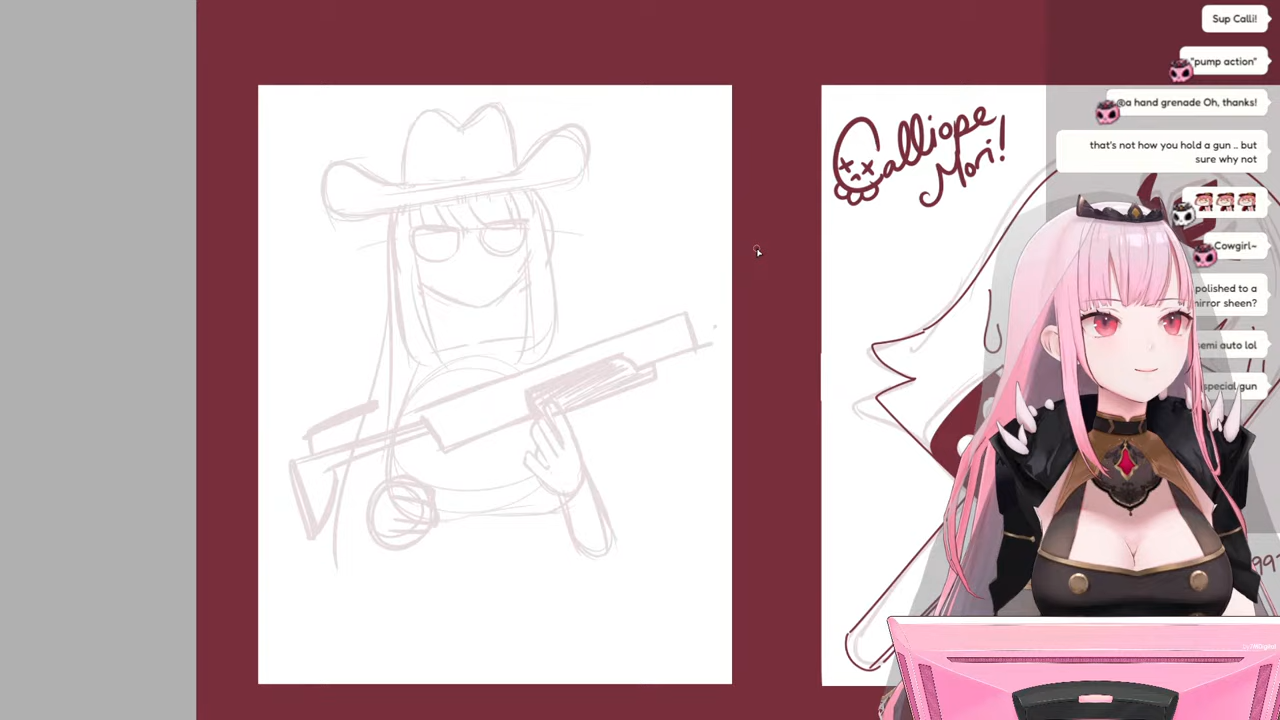 Calliope
Mori!
Sup Calli!
"pump action"
@a hand grenade Oh, thanks!
that's not how you hold a gun .. but
sure why not
Cowgirl~
polished to a
mirror sheen?
semi auto lol
special gun